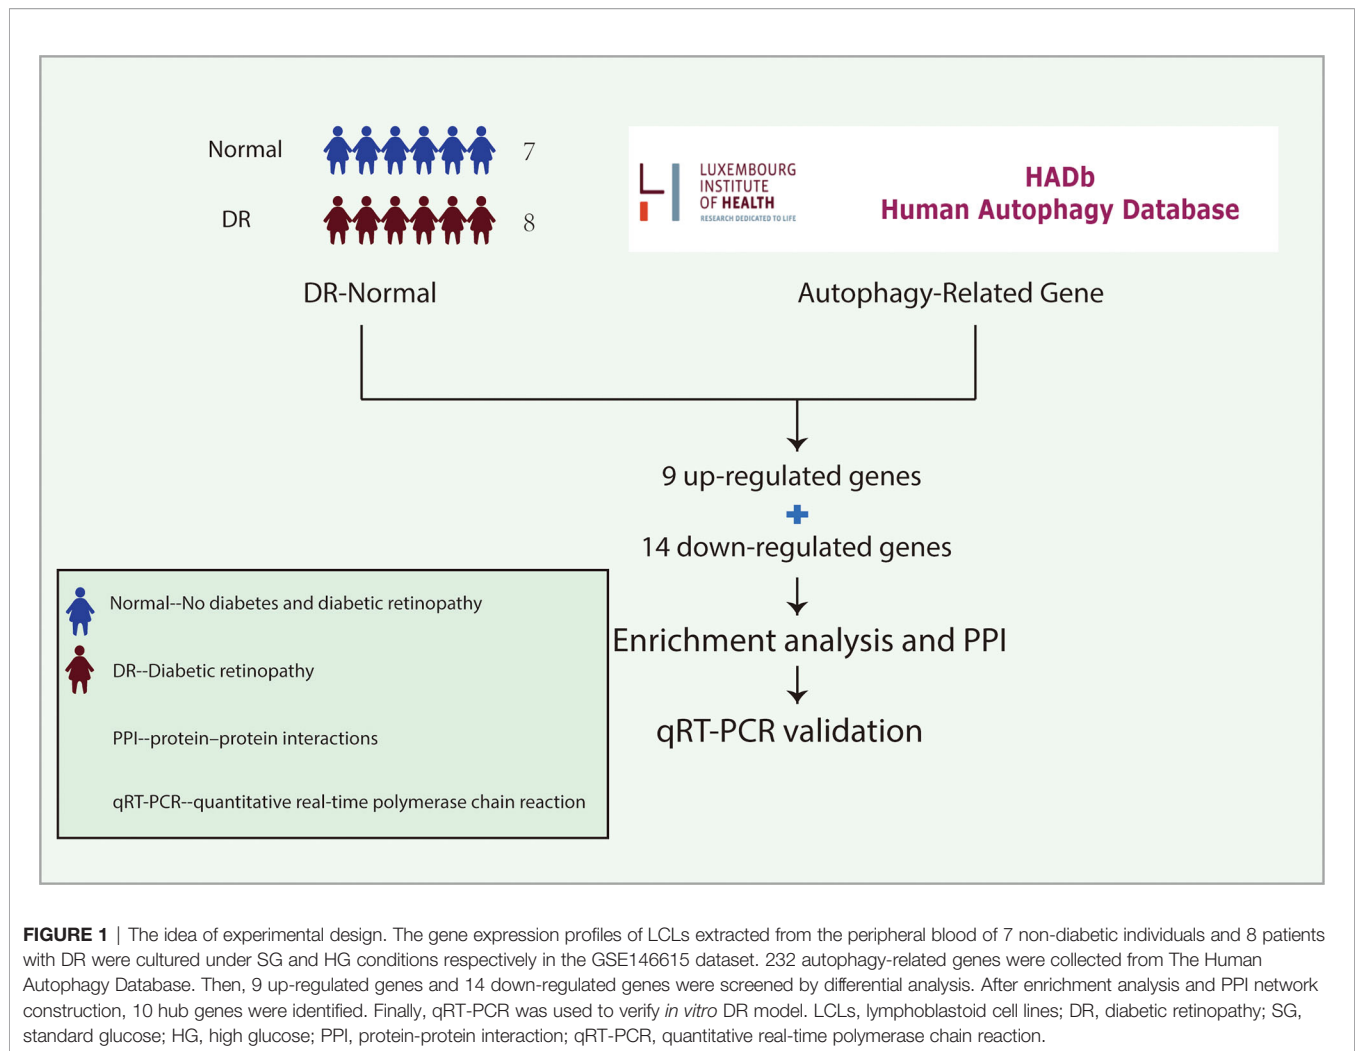 Normal
7
DR
8
DR-Normal
LUXEMBOURG
INSTITUTE
OF HEALTH
RESEARCH DEDICATED TO LIFE
HADb
Human Autophagy Database
Autophagy-Related Gene
9 up-regulated genes
14 down-regulated genes
Enrichment analysis and PPI
qRT-PCR validation
Normal--No diabetes and diabetic retinopathy
DR--Diabetic retinopathy
PPI--protein–protein interactions
qRT-PCR--quantitative real-time polymerase chain reaction
FIGURE 1 | The idea of experimental design. The gene expression profiles of LCLs extracted from the peripheral blood of 7 non-diabetic individuals and 8 patients
with DR were cultured under SG and HG conditions respectively in the GSE146615 dataset. 232 autophagy-related genes were collected from The Human
Autophagy Database. Then, 9 up-regulated genes and 14 down-regulated genes were screened by differential analysis. After enrichment analysis and PPI network
construction, 10 hub genes were identified. Finally, qRT-PCR was used to verify in vitro DR model. LCLs, lymphoblastoid cell lines; DR, diabetic retinopathy; SG,
standard glucose; HG, high glucose; PPI, protein-protein interaction; qRT-PCR, quantitative real-time polymerase chain reaction.